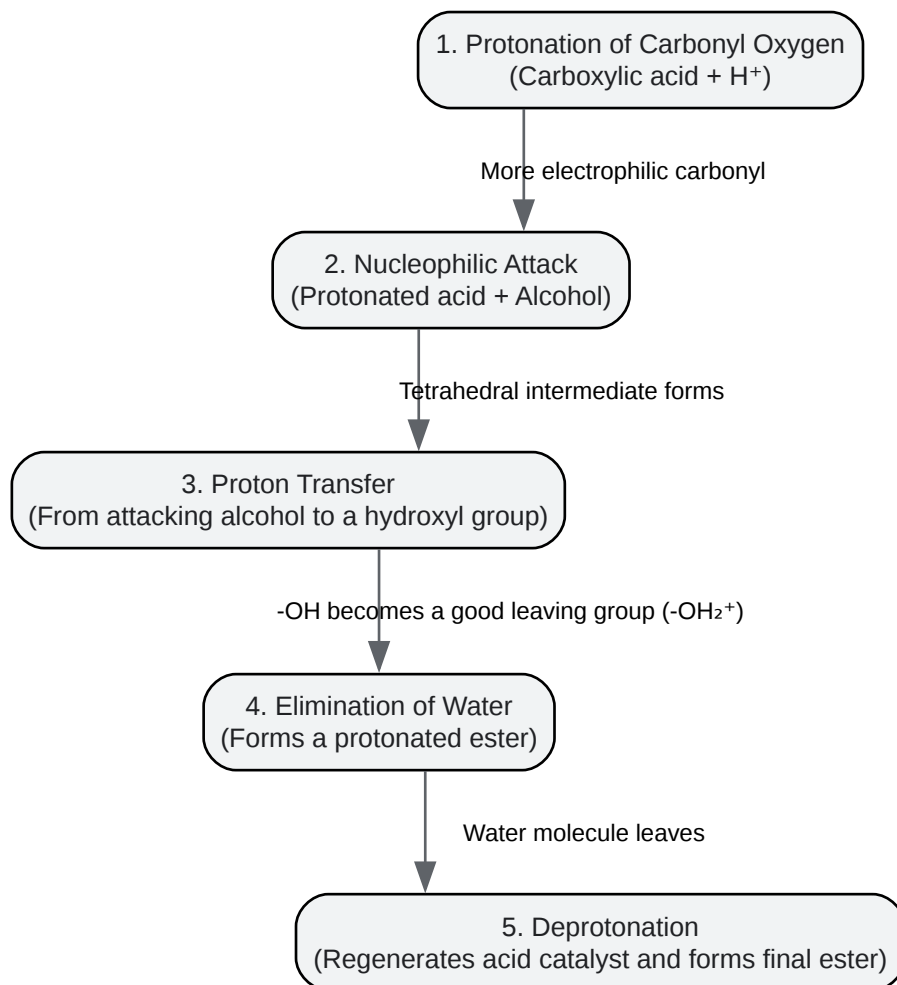 1. Protonation of Carbonyl Oxygen
(Carboxylic acid + H⁺)
More electrophilic carbonyl
2. Nucleophilic Attack
(Protonated acid + Alcohol)
Tetrahedral intermediate forms
3. Proton Transfer
(From attacking alcohol to a hydroxyl group)
-OH becomes a good leaving group (-OH₂⁺)
4. Elimination of Water
(Forms a protonated ester)
Water molecule leaves
5. Deprotonation
(Regenerates acid catalyst and forms final ester)